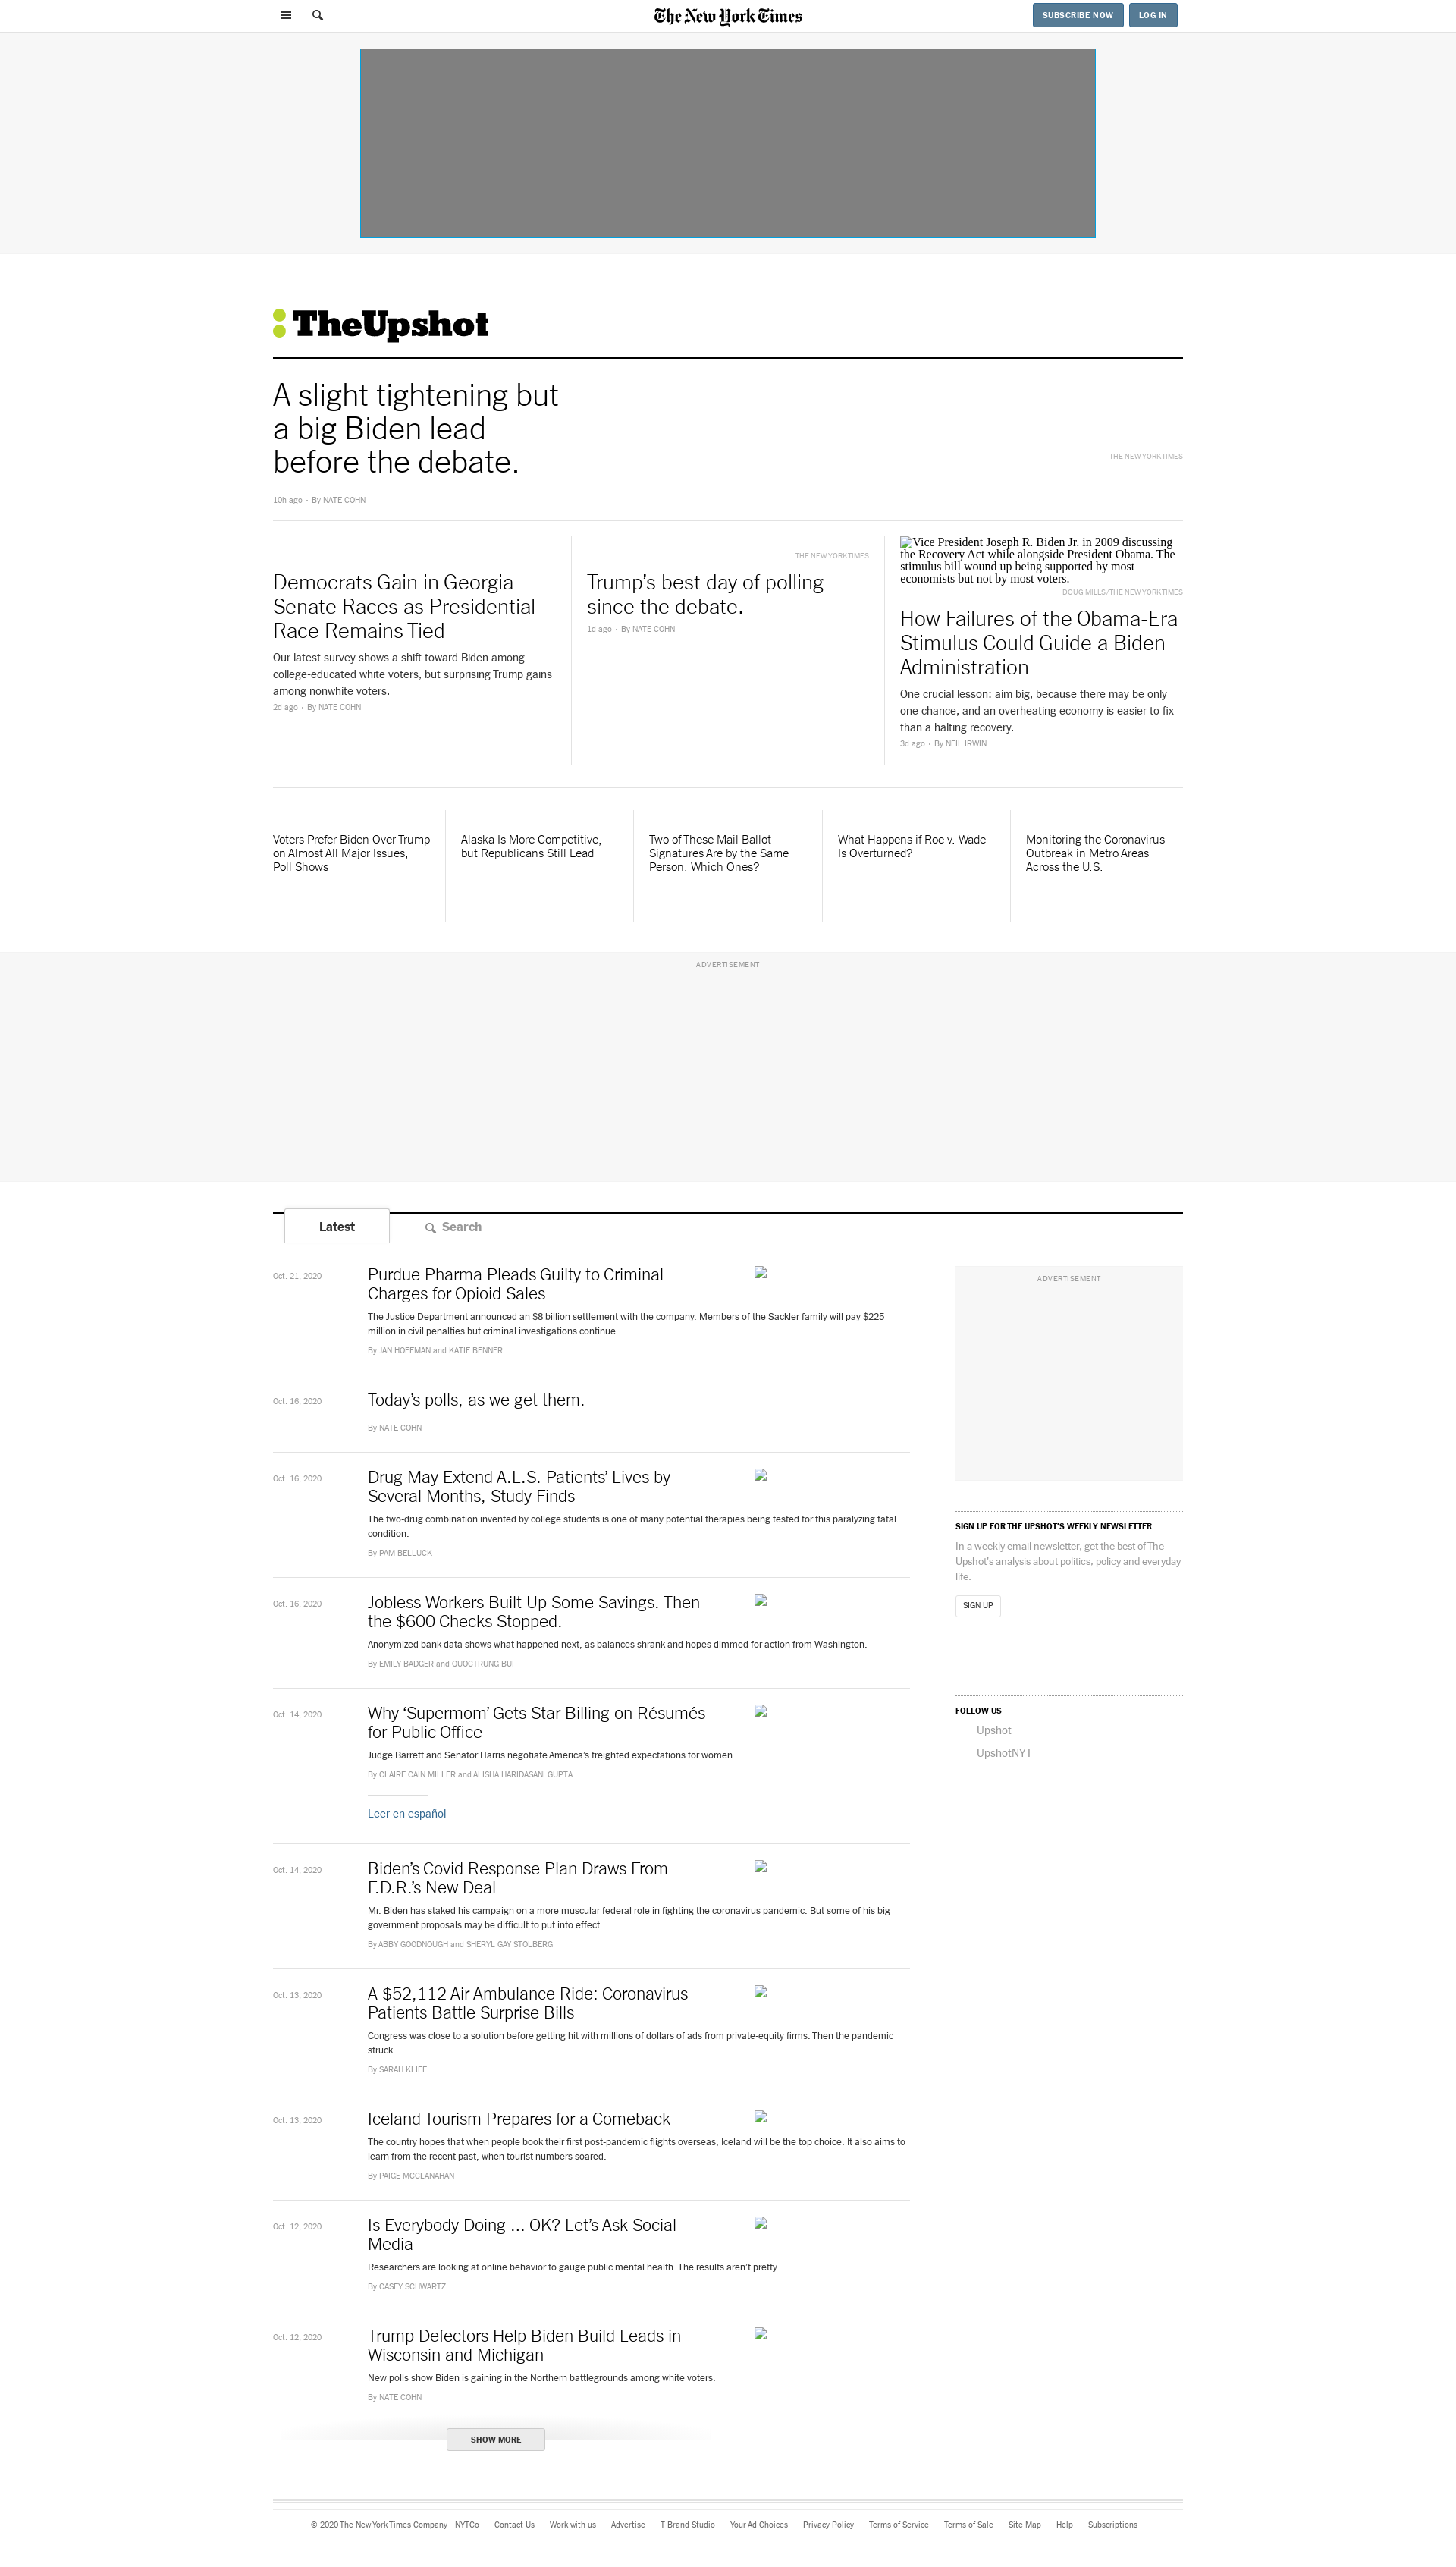 The New York Times
SUBSCRIBE NOW
LOG IN
TheUpshot
A slight tightening but
a big Biden lead
before the debate.
THE NEW YORK TIMES
10h ago · By NATE COHN
Democrats Gain in Georgia
Senate Races as Presidential
Race Remains Tied
Our latest survey shows a shift toward Biden among
college-educated white voters, but surprising Trump gains
among nonwhite voters.
2d ago · By NATE COHN
THE NEW YORK TIMES
Trump’s best day of polling
since the debate.
1d ago · By NATE COHN
Vice President Joseph R. Biden Jr. in 2009 discussing
the Recovery Act while alongside President Obama. The
stimulus bill wound up being supported by most
economists but not by most voters.
DOUG MILLS/THE NEW YORK TIMES
How Failures of the Obama-Era
Stimulus Could Guide a Biden
Administration
One crucial lesson: aim big, because there may be only
one chance, and an overheating economy is easier to fix
than a halting recovery.
3d ago · By NEIL IRWIN
Voters Prefer Biden Over Trump
on Almost All Major Issues,
Poll Shows
Alaska Is More Competitive,
but Republicans Still Lead
Two of These Mail Ballot
Signatures Are by the Same
Person. Which Ones?
What Happens if Roe v. Wade
Is Overturned?
Monitoring the Coronavirus
Outbreak in Metro Areas
Across the U.S.
ADVERTISEMENT
Latest
Search
Oct. 21, 2020
Purdue Pharma Pleads Guilty to Criminal
Charges for Opioid Sales
The Justice Department announced an $8 billion settlement with the company. Members of the Sackler family will pay $225
million in civil penalties but criminal investigations continue.
By JAN HOFFMAN and KATIE BENNER
Oct. 16, 2020
Today’s polls, as we get them.
By NATE COHN
Oct. 16, 2020
Drug May Extend A.L.S. Patients’ Lives by
Several Months, Study Finds
The two-drug combination invented by college students is one of many potential therapies being tested for this paralyzing fatal
condition.
By PAM BELLUCK
Oct. 16, 2020
Jobless Workers Built Up Some Savings. Then
the $600 Checks Stopped.
Anonymized bank data shows what happened next, as balances shrank and hopes dimmed for action from Washington.
By EMILY BADGER and QUOCTRUNG BUI
Oct. 14, 2020
Why ‘Supermom’ Gets Star Billing on Résumés
for Public Office
Judge Barrett and Senator Harris negotiate America’s freighted expectations for women.
By CLAIRE CAIN MILLER and ALISHA HARIDASANI GUPTA
Leer en español
Oct. 14, 2020
Biden’s Covid Response Plan Draws From
F.D.R.’s New Deal
Mr. Biden has staked his campaign on a more muscular federal role in fighting the coronavirus pandemic. But some of his big
government proposals may be difficult to put into effect.
By ABBY GOODNOUGH and SHERYL GAY STOLBERG
Oct. 13, 2020
A $52,112 Air Ambulance Ride: Coronavirus
Patients Battle Surprise Bills
Congress was close to a solution before getting hit with millions of dollars of ads from private-equity firms. Then the pandemic
struck.
By SARAH KLIFF
Oct. 13, 2020
Iceland Tourism Prepares for a Comeback
The country hopes that when people book their first post-pandemic flights overseas, Iceland will be the top choice. It also aims to
learn from the recent past, when tourist numbers soared.
By PAIGE MCCLANAHAN
Oct. 12, 2020
Is Everybody Doing ... OK? Let’s Ask Social
Media
Researchers are looking at online behavior to gauge public mental health. The results aren’t pretty.
By CASEY SCHWARTZ
Oct. 12, 2020
Trump Defectors Help Biden Build Leads in
Wisconsin and Michigan
New polls show Biden is gaining in the Northern battlegrounds among white voters.
By NATE COHN
SHOW MORE
ADVERTISEMENT
SIGN UP FOR THE UPSHOT’S WEEKLY NEWSLETTER
In a weekly email newsletter, get the best of The
Upshot’s analysis about politics, policy and everyday
life.
SIGN UP
FOLLOW US
Upshot
UpshotNYT
© 2020 The New York Times Company NYTCo Contact Us Work with us Advertise T Brand Studio Your Ad Choices Privacy Policy Terms of Service Terms of Sale Site Map Help Subscriptions